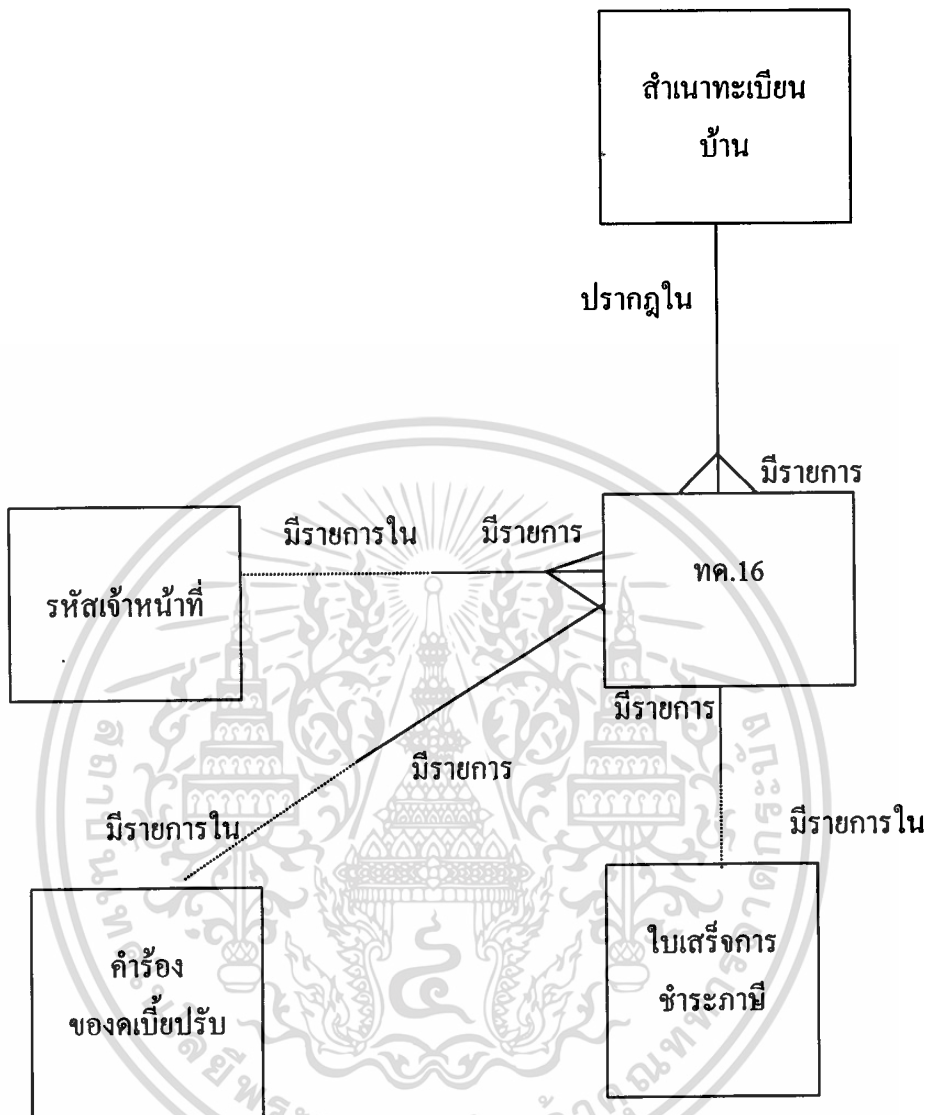 สำเนาทะเบียน
บ้าน
ปรากฎใน
มีรายการ
มีรายการใน
มีรายการ
รหัสเจ้าหน้าที่
ทค.16
มีรายการ
มีรายการ
มีรายการใน
มีรายการใน
คำร้อง
ของดเบี้ยปรับ
ใบเสร็จการ
ชำระภาษี